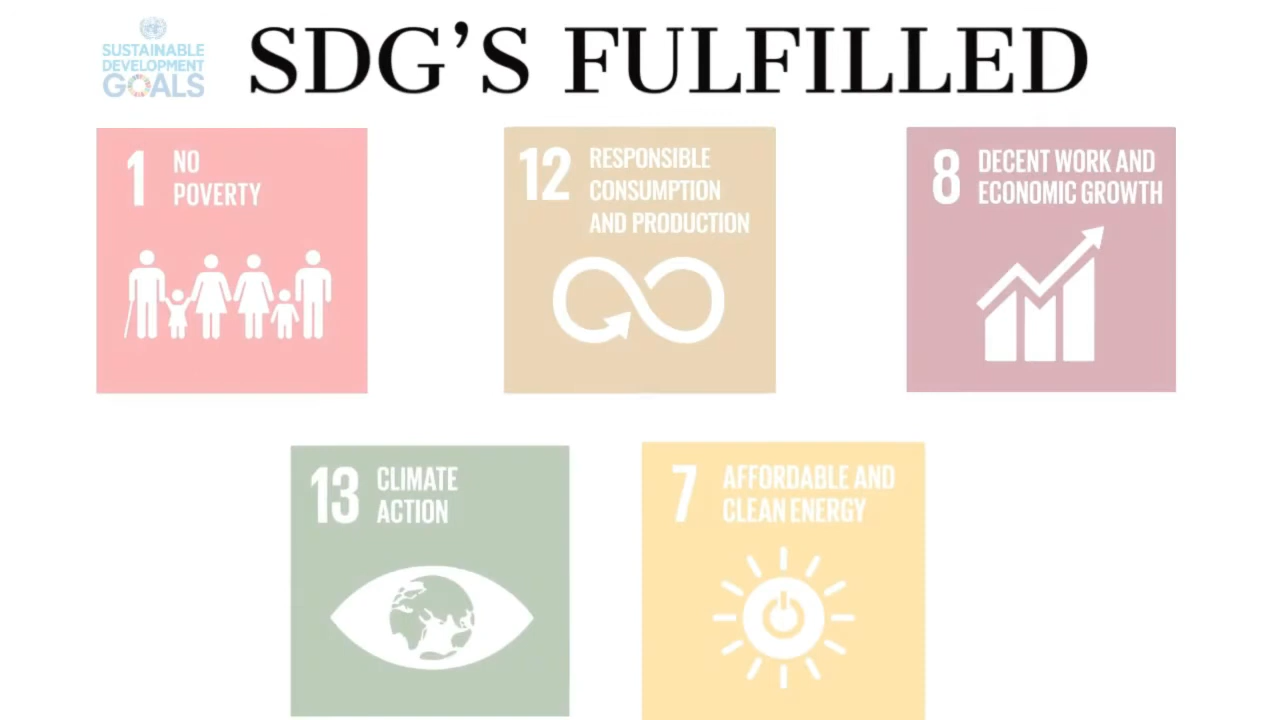 SUSTAINABLE
DEVELOPMENT
GOALS
SDG’S FULFILLED
1 NO
POVERTY
12 RESPONSIBLE
CONSUMPTION
AND PRODUCTION
8 DECENT WORK AND
ECONOMIC GROWTH
13 CLIMATE
ACTION
7 AFFORDABLE AND
CLEAN ENERGY